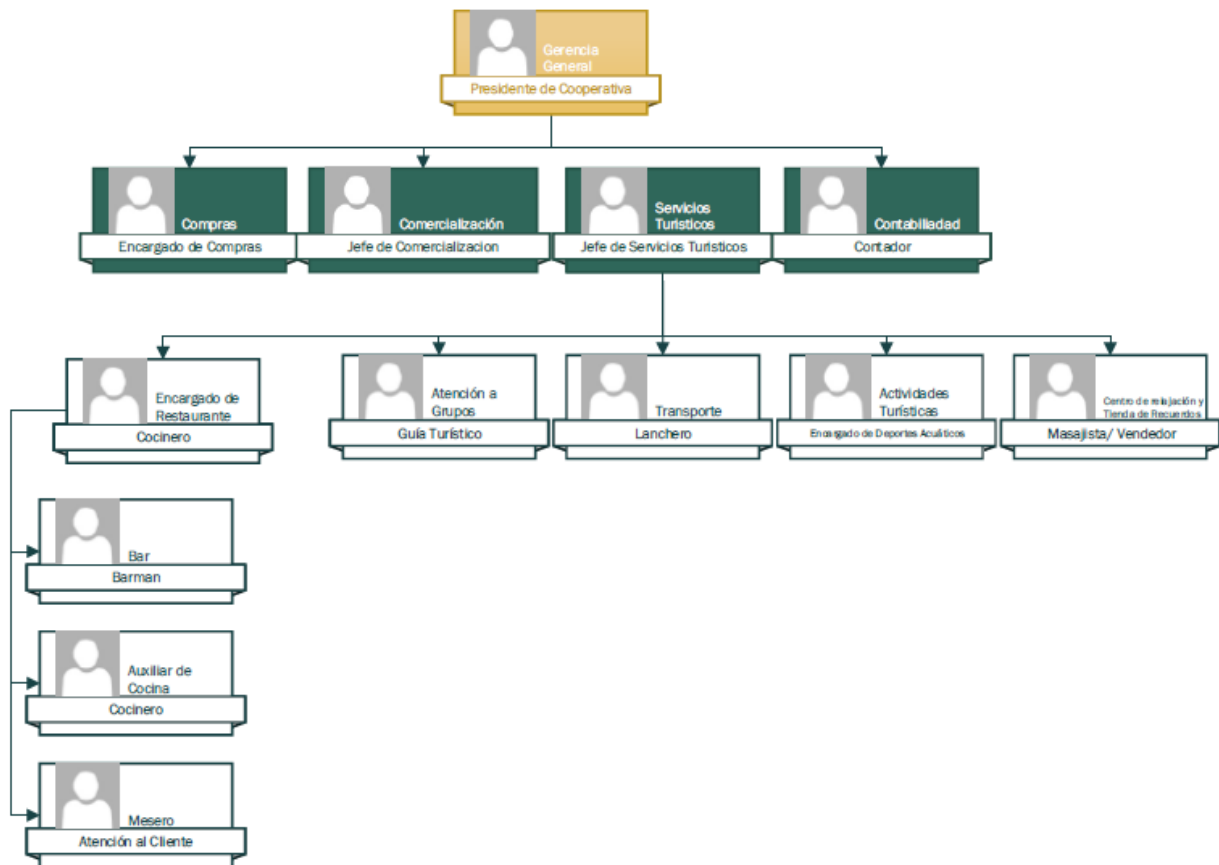 Gerencia
General
Presidente de Cooperativa
Compras
Encargado de Compras
Comercialización
Jefe de Comercializacion
Servicios
Turisticos
Jefe de Servicios Turisticos
Contabiliadad
Contador
Encargado de
Restaurante
Cocinero
Atención a
Grupos
Guía Turístico
Transporte
Lanchero
Actividades
Turísticas
Encargado de Deportes Acuáticos
Centro de relajación y
Tienda de Recuerdos
Masajista/ Vendedor
Bar
Barman
Auxiliar de
Cocina
Cocinero
Mesero
Atención al Cliente